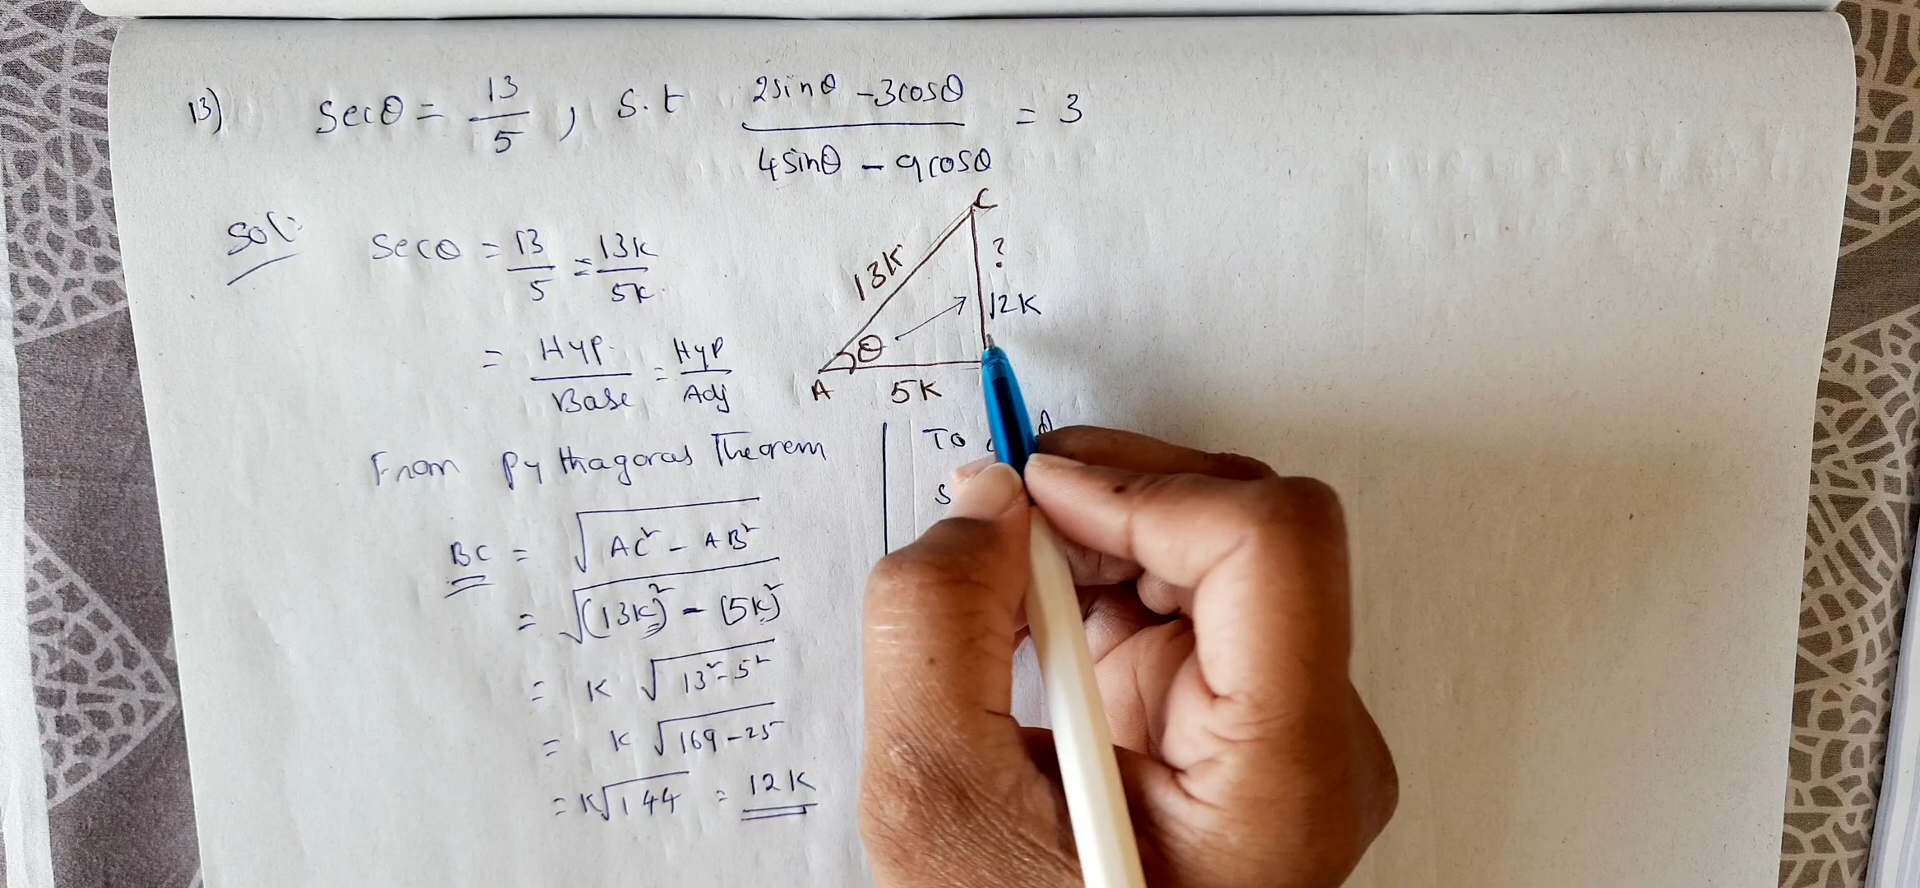 13) Secθ = 13/5, S.t (2sinθ - 3cosθ)/(4sinθ - 9cosθ) = 3
Sol:
Secθ = 13/5 = 13K/5K
= Hyp./Base = Hyp/Adj
C
13K
?
12K
θ
A
5K
From Pythagoras Theorem
BC = √(AC² - AB²)
= √((13K)² - (5K)²)
= K √(13² - 5²)
= K √(169 - 25)
= K√144 = 12K
To
S